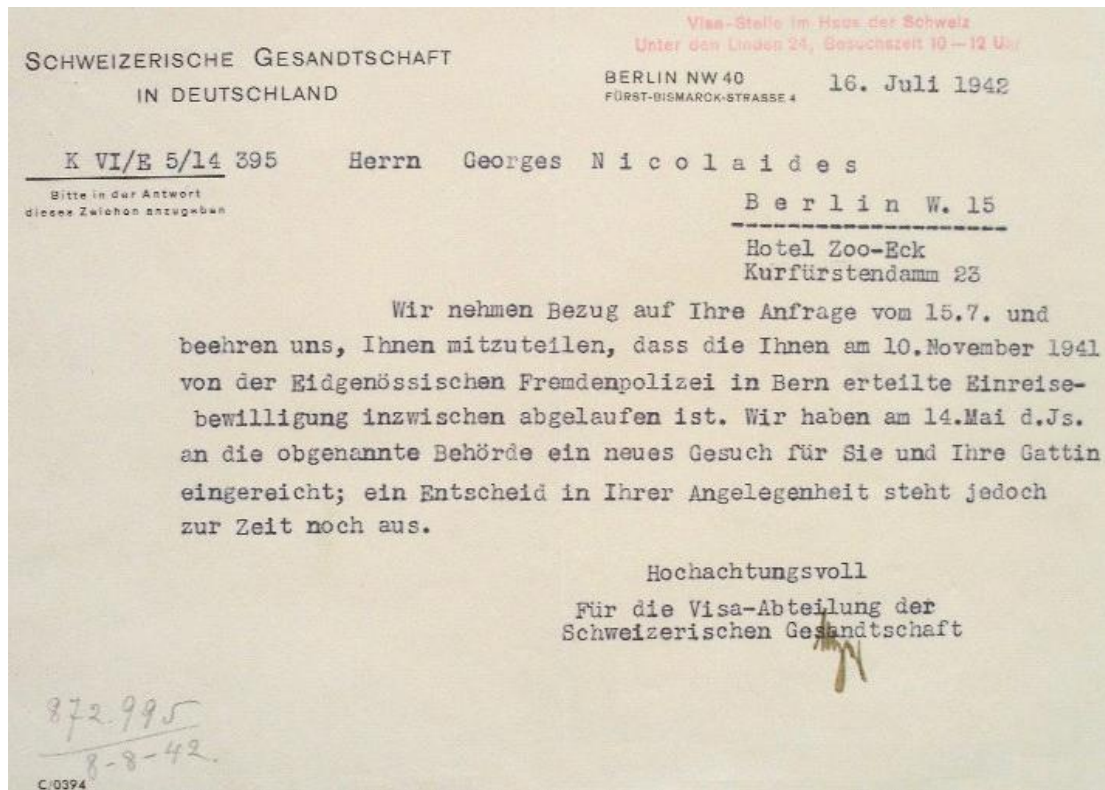 Visa-Stelle im Haus der Schweiz
Unter den Linden 24, Besuchszeit 10—12 Uhr
SCHWEIZERISCHE GESANDTSCHAFT
IN DEUTSCHLAND
BERLIN NW 40
FÜRST-BISMARCK-STRASSE 4
16. Juli 1942
K VI/E 5/14 395
Bitte in der Antwort
dieses Zeichen anzugeben
Herrn Georges Nicolaides
Berlin W. 15
Hotel Zoo-Eck
Kurfürstendamm 23
Wir nehmen Bezug auf Ihre Anfrage vom 15.7. und
beehren uns, Ihnen mitzuteilen, dass die Ihnen am 10.November 1941
von der Eidgenössischen Fremdenpolizei in Bern erteilte Einreise-
bewilligung inzwischen abgelaufen ist. Wir haben am 14.Mai d.Js.
an die obgenannte Behörde ein neues Gesuch für Sie und Ihre Gattin
eingereicht; ein Entscheid in Ihrer Angelegenheit steht jedoch
zur Zeit noch aus.
Hochachtungsvoll
Für die Visa-Abteilung der
Schweizerischen Gesandtschaft
872.995
8-8-42.
C/0394